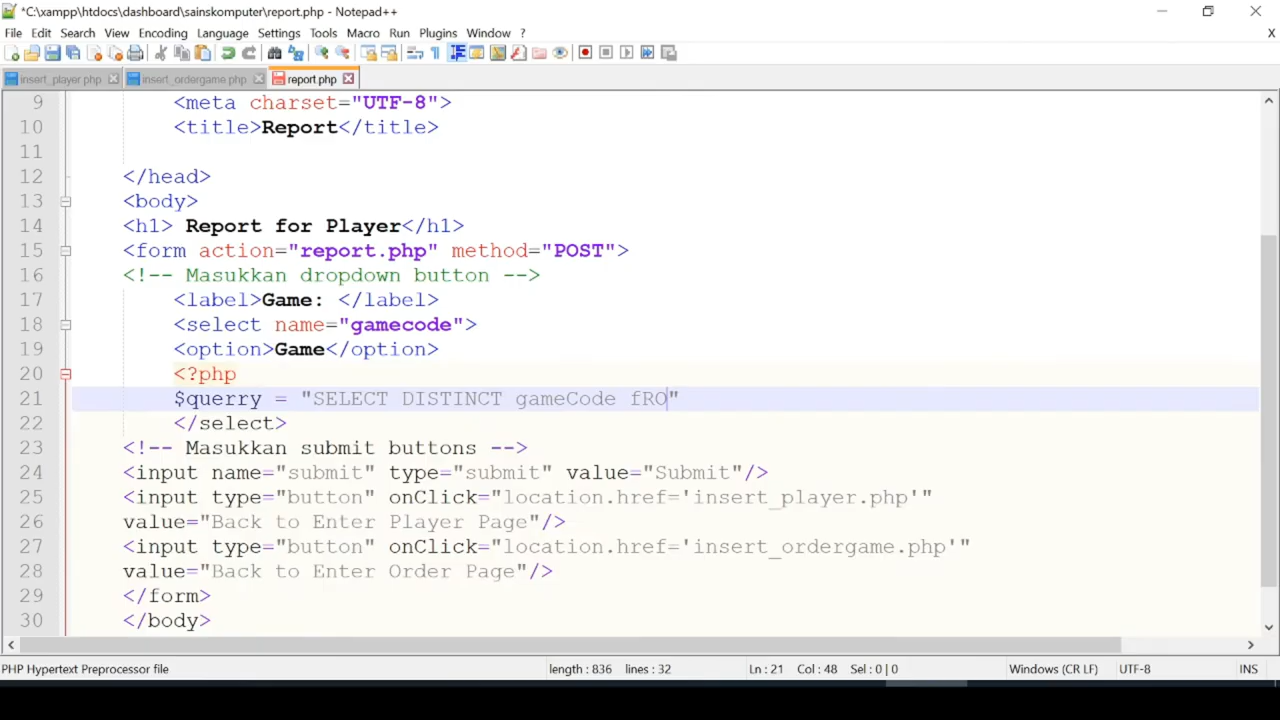 *C:\xampp\htdocs\dashboard\sainskomputer\report.php - Notepad++
File Edit Search View Encoding Language Settings Tools Macro Run Plugins Window ? X
insert_player.php insert_ordergame.php report.php
9 <meta charset="UTF-8">
10 <title>Report</title>
11
12 </head>
13 <body>
14 <h1> Report for Player</h1>
15 <form action="report.php" method="POST">
16 <!-- Masukkan dropdown button -->
17 <label>Game: </label>
18 <select name="gamecode">
19 <option>Game</option>
20 <?php
21 $querry = "SELECT DISTINCT gameCode fRO"
22 </select>
23 <!-- Masukkan submit buttons -->
24 <input name="submit" type="submit" value="Submit"/>
25 <input type="button" onClick="location.href='insert_player.php'"
26 value="Back to Enter Player Page"/>
27 <input type="button" onClick="location.href='insert_ordergame.php'"
28 value="Back to Enter Order Page"/>
29 </form>
30 </body>
PHP Hypertext Preprocessor file length : 836 lines : 32 Ln : 21 Col : 48 Sel : 0 | 0 Windows (CR LF) UTF-8 INS